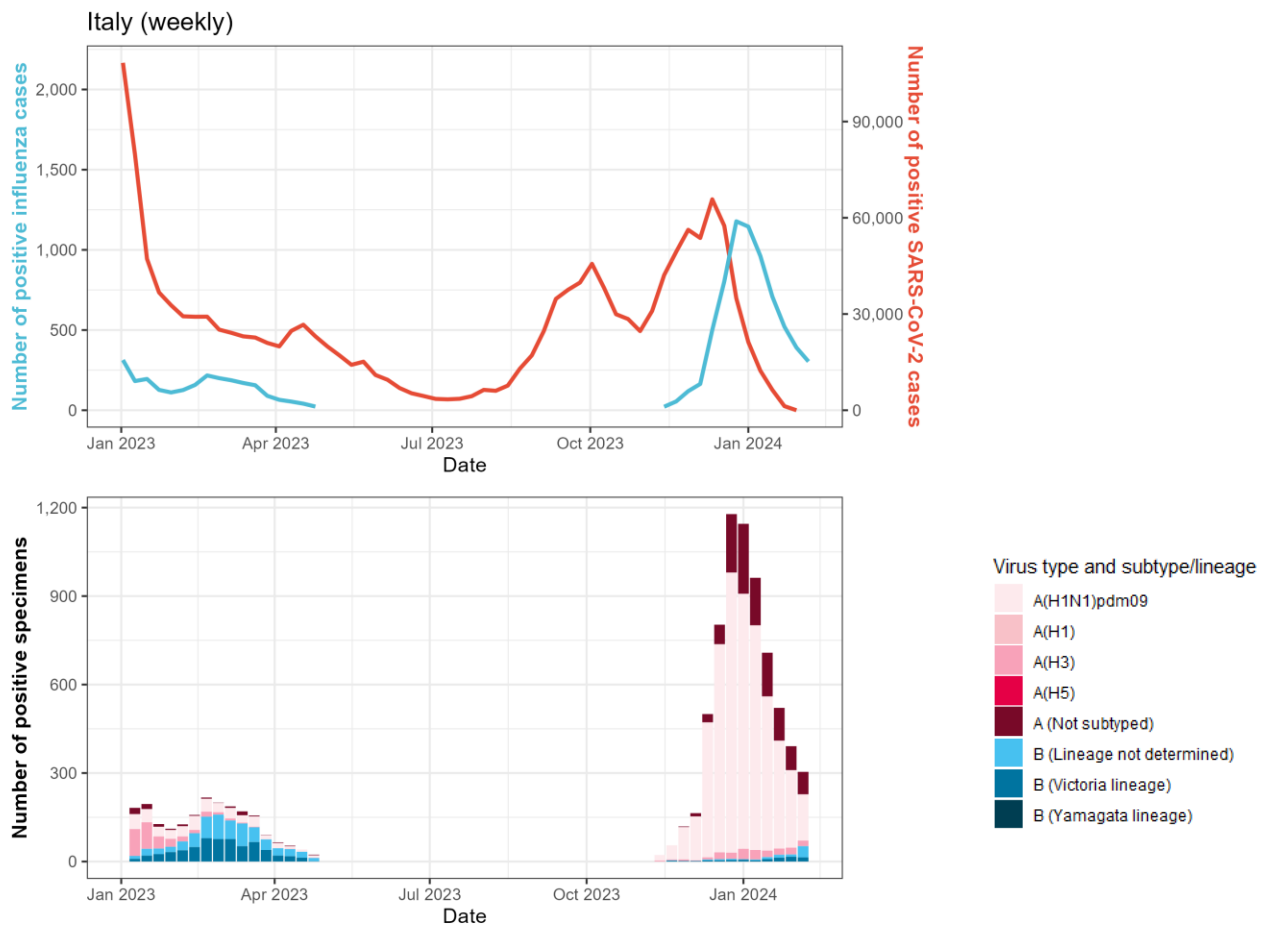 Italy (weekly)
Number of positive influenza cases
2,000
1,500
1,000
500
0
Number of positive SARS-CoV-2 cases
90,000
60,000
30,000
0
Jan 2023 Apr 2023 Jul 2023 Oct 2023 Jan 2024
Date
Number of positive specimens
1,200
900
600
300
0
Jan 2023 Apr 2023 Jul 2023 Oct 2023 Jan 2024
Date
Virus type and subtype/lineage
A(H1N1)pdm09
A(H1)
A(H3)
A(H5)
A (Not subtyped)
B (Lineage not determined)
B (Victoria lineage)
B (Yamagata lineage)